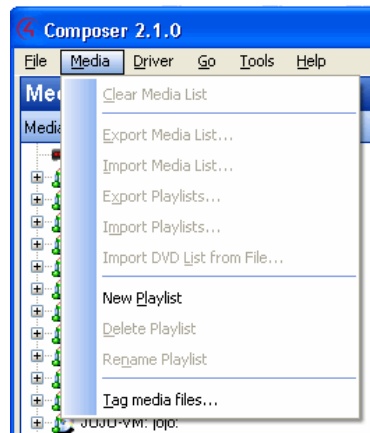 Composer 2.1.0
File Media Driver Go Tools Help
Med
Media
Clear Media List
Export Media List...
Import Media List...
Export Playlists...
Import Playlists...
Import DVD List from File...
New Playlist
Delete Playlist
Rename Playlist
Tag media files...
JOJO-VM: jojo: